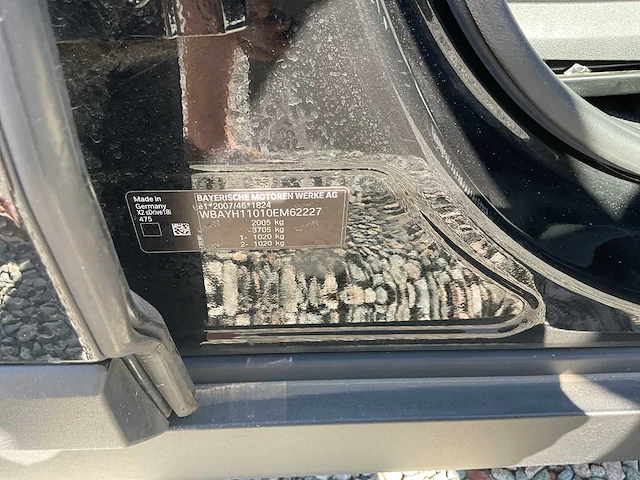 Made in
Germany
X2 sDrive18i
475
BAYERISCHE MOTOREN WERKE AG
e1*2007/46*1824
WBAYH11010EM62227
2005 kg
3705 kg
1- 1020 kg
2- 1020 kg